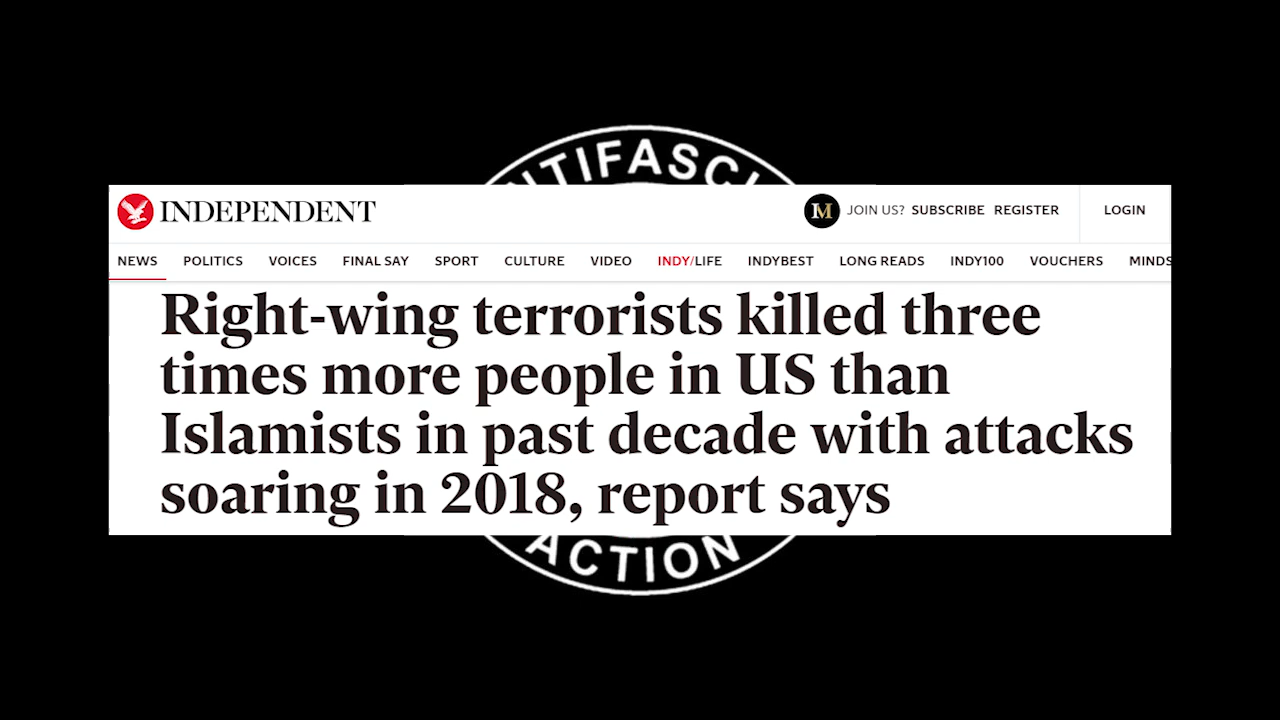 NTIFASC
INDEPENDENT
JOIN US? SUBSCRIBE REGISTER LOGIN
NEWS POLITICS VOICES FINAL SAY SPORT CULTURE VIDEO INDY/LIFE INDYBEST LONG READS INDY100 VOUCHERS MINDS
Right-wing terrorists killed three
times more people in US than
Islamists in past decade with attacks
soaring in 2018, report says
ACTION